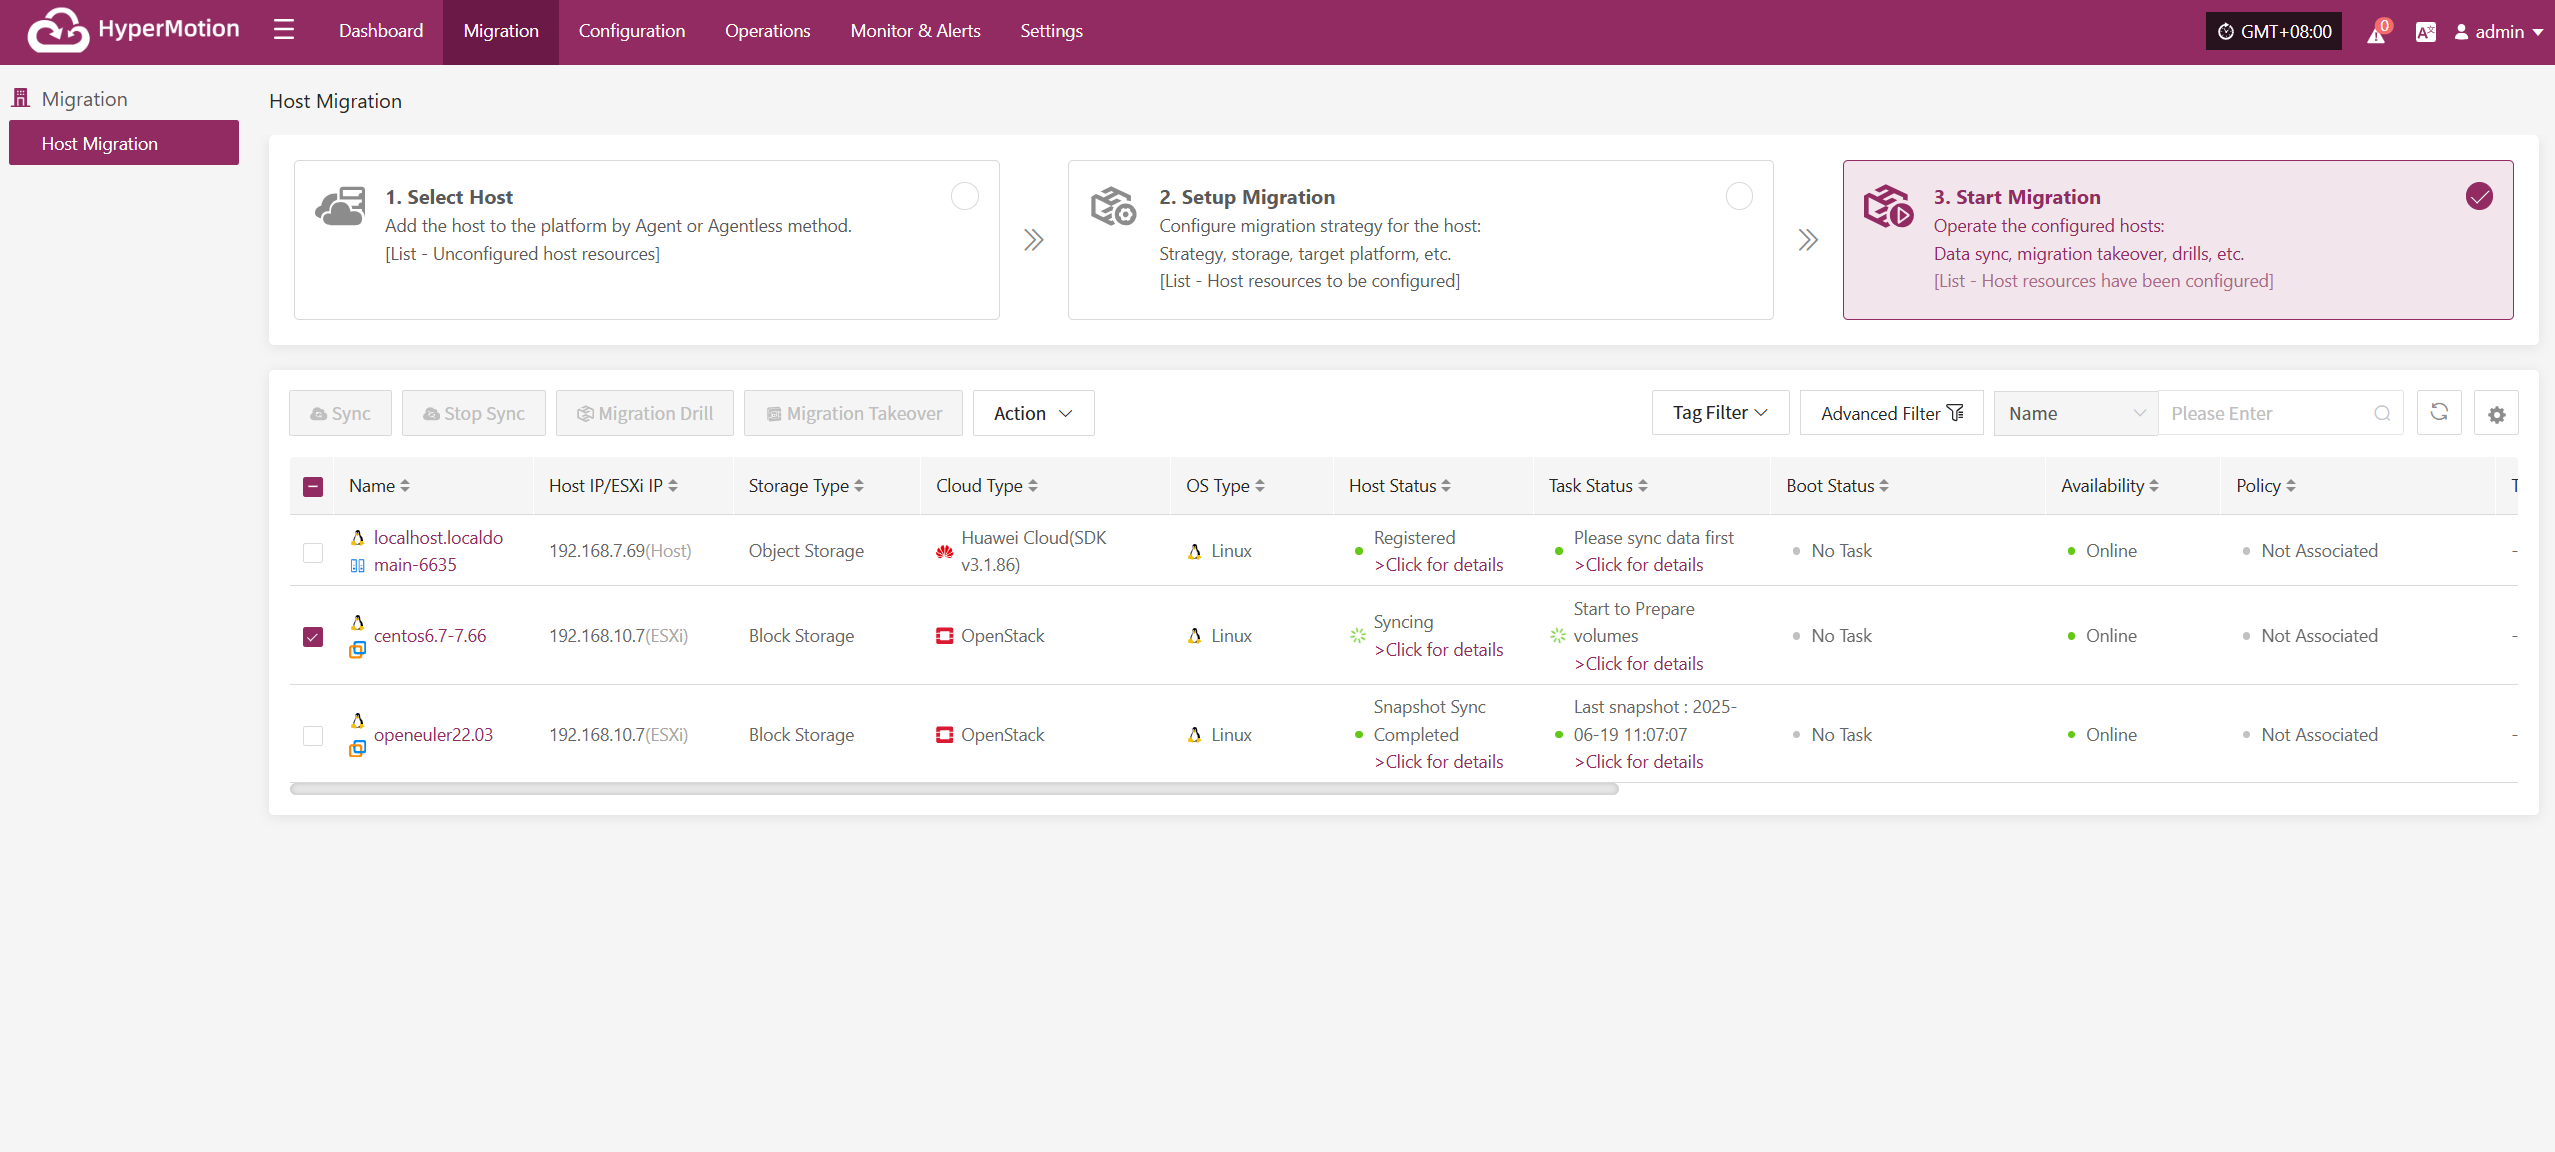 HyperMotion
Dashboard
Migration
Configuration
Operations
Monitor & Alerts
Settings
GMT+08:00
0
admin
Migration
Host Migration
Host Migration
1. Select Host
Add the host to the platform by Agent or Agentless method.
[List - Unconfigured host resources]
2. Setup Migration
Configure migration strategy for the host:
Strategy, storage, target platform, etc.
[List - Host resources to be configured]
3. Start Migration
Operate the configured hosts:
Data sync, migration takeover, drills, etc.
[List - Host resources have been configured]
Sync
Stop Sync
Migration Drill
Migration Takeover
Action
Tag Filter
Advanced Filter
Name
Please Enter
Name
Host IP/ESXi IP
Storage Type
Cloud Type
OS Type
Host Status
Task Status
Boot Status
Availability
Policy
localhost.localdo
main-6635
192.168.7.69(Host)
Object Storage
Huawei Cloud(SDK
v3.1.86)
Linux
Registered
>Click for details
Please sync data first
>Click for details
No Task
Online
Not Associated
-
centos6.7-7.66
192.168.10.7(ESXi)
Block Storage
OpenStack
Linux
Syncing
>Click for details
Start to Prepare
volumes
>Click for details
No Task
Online
Not Associated
-
openeuler22.03
192.168.10.7(ESXi)
Block Storage
OpenStack
Linux
Snapshot Sync
Completed
>Click for details
Last snapshot : 2025-
06-19 11:07:07
>Click for details
No Task
Online
Not Associated
-